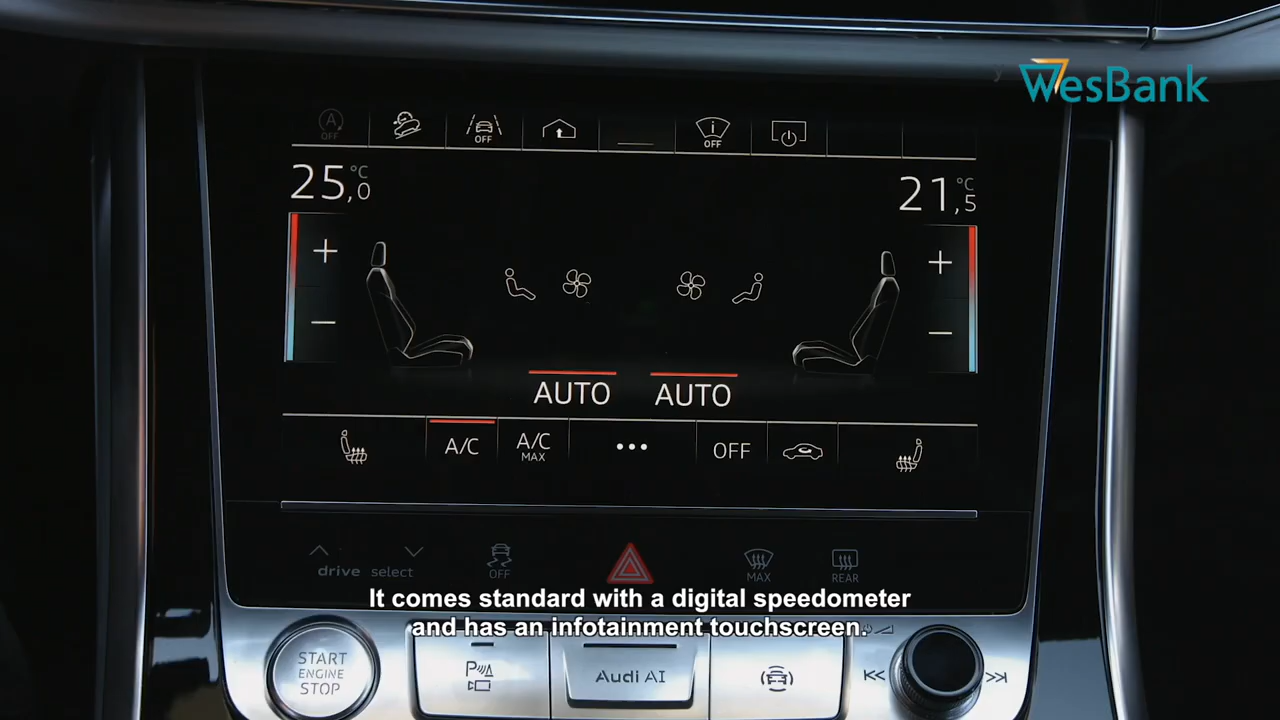 WesBank
A OFF
OFF
i OFF
25,0 °C
21,5 °C
+
+
−
−
AUTO AUTO
A/C
A/C MAX
•••
OFF
drive select
OFF
MAX
REAR
It comes standard with a digital speedometer
and has an infotainment touchscreen.
START
ENGINE
STOP
P
Audi AI